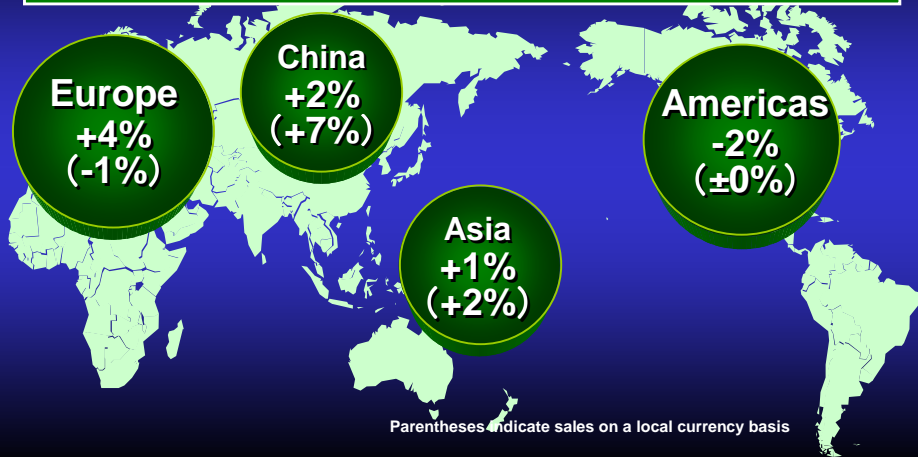 Europe
+4%
（-1%）
China
+2%
（+7%）
Asia
+1%
（+2%）
Americas
-2%
（±0%）
Parentheses indicate sales on a local currency basis